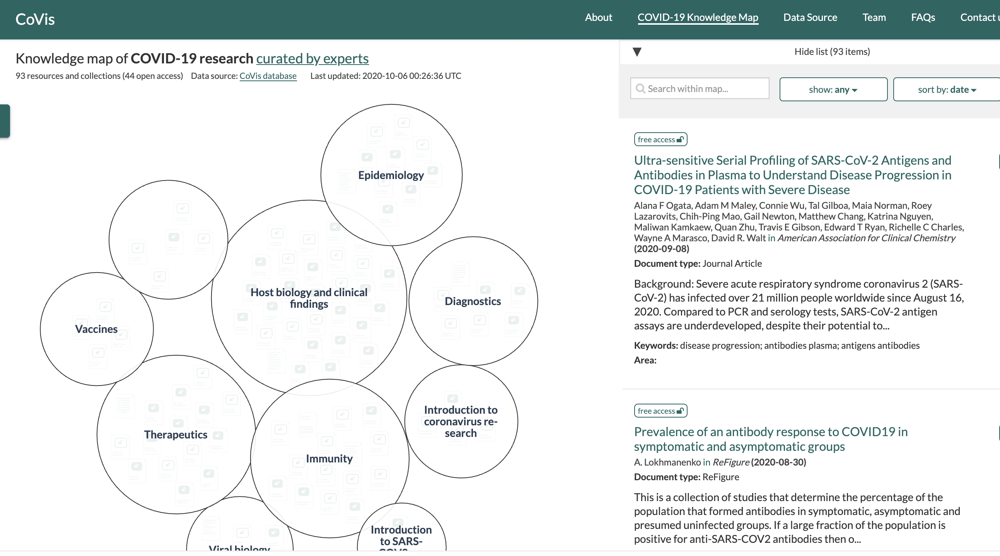 CoVis
About
COVID-19 Knowledge Map
Data Source
Team
FAQs
Contact
Knowledge map of COVID-19 research curated by experts
93 resources and collections (44 open access) Data source: CoVis database Last updated: 2020-10-06 00:26:36 UTC
Epidemiology
Host biology and clinical
findings
Diagnostics
Vaccines
Introduction to
coronavirus re-
search
Therapeutics
Immunity
Introduction
to SARS-
Viral biology
Hide list (93 items)
Search within map...
show: any
sort by: date
free access
Ultra-sensitive Serial Profiling of SARS-CoV-2 Antigens and
Antibodies in Plasma to Understand Disease Progression in
COVID-19 Patients with Severe Disease
Alana F Ogata, Adam M Maley, Connie Wu, Tal Gilboa, Maia Norman, Roey
Lazarovits, Chih-Ping Mao, Gail Newton, Matthew Chang, Katrina Nguyen,
Maliwan Kamkaew, Quan Zhu, Travis E Gibson, Edward T Ryan, Richelle C Charles,
Wayne A Marasco, David R. Walt in American Association for Clinical Chemistry
(2020-09-08)
Document type: Journal Article
Background: Severe acute respiratory syndrome coronavirus 2 (SARS-
CoV-2) has infected over 21 million people worldwide since August 16,
2020. Compared to PCR and serology tests, SARS-CoV-2 antigen
assays are underdeveloped, despite their potential to...
Keywords: disease progression; antibodies plasma; antigens antibodies
Area:
free access
Prevalence of an antibody response to COVID19 in
symptomatic and asymptomatic groups
A. Lokhmanenko in ReFigure (2020-08-30)
Document type: ReFigure
This is a collection of studies that determine the percentage of the
population that formed antibodies in symptomatic, asymptomatic and
presumed uninfected groups. If a large fraction of the population is
positive for anti-SARS-COV2 antibodies then o...